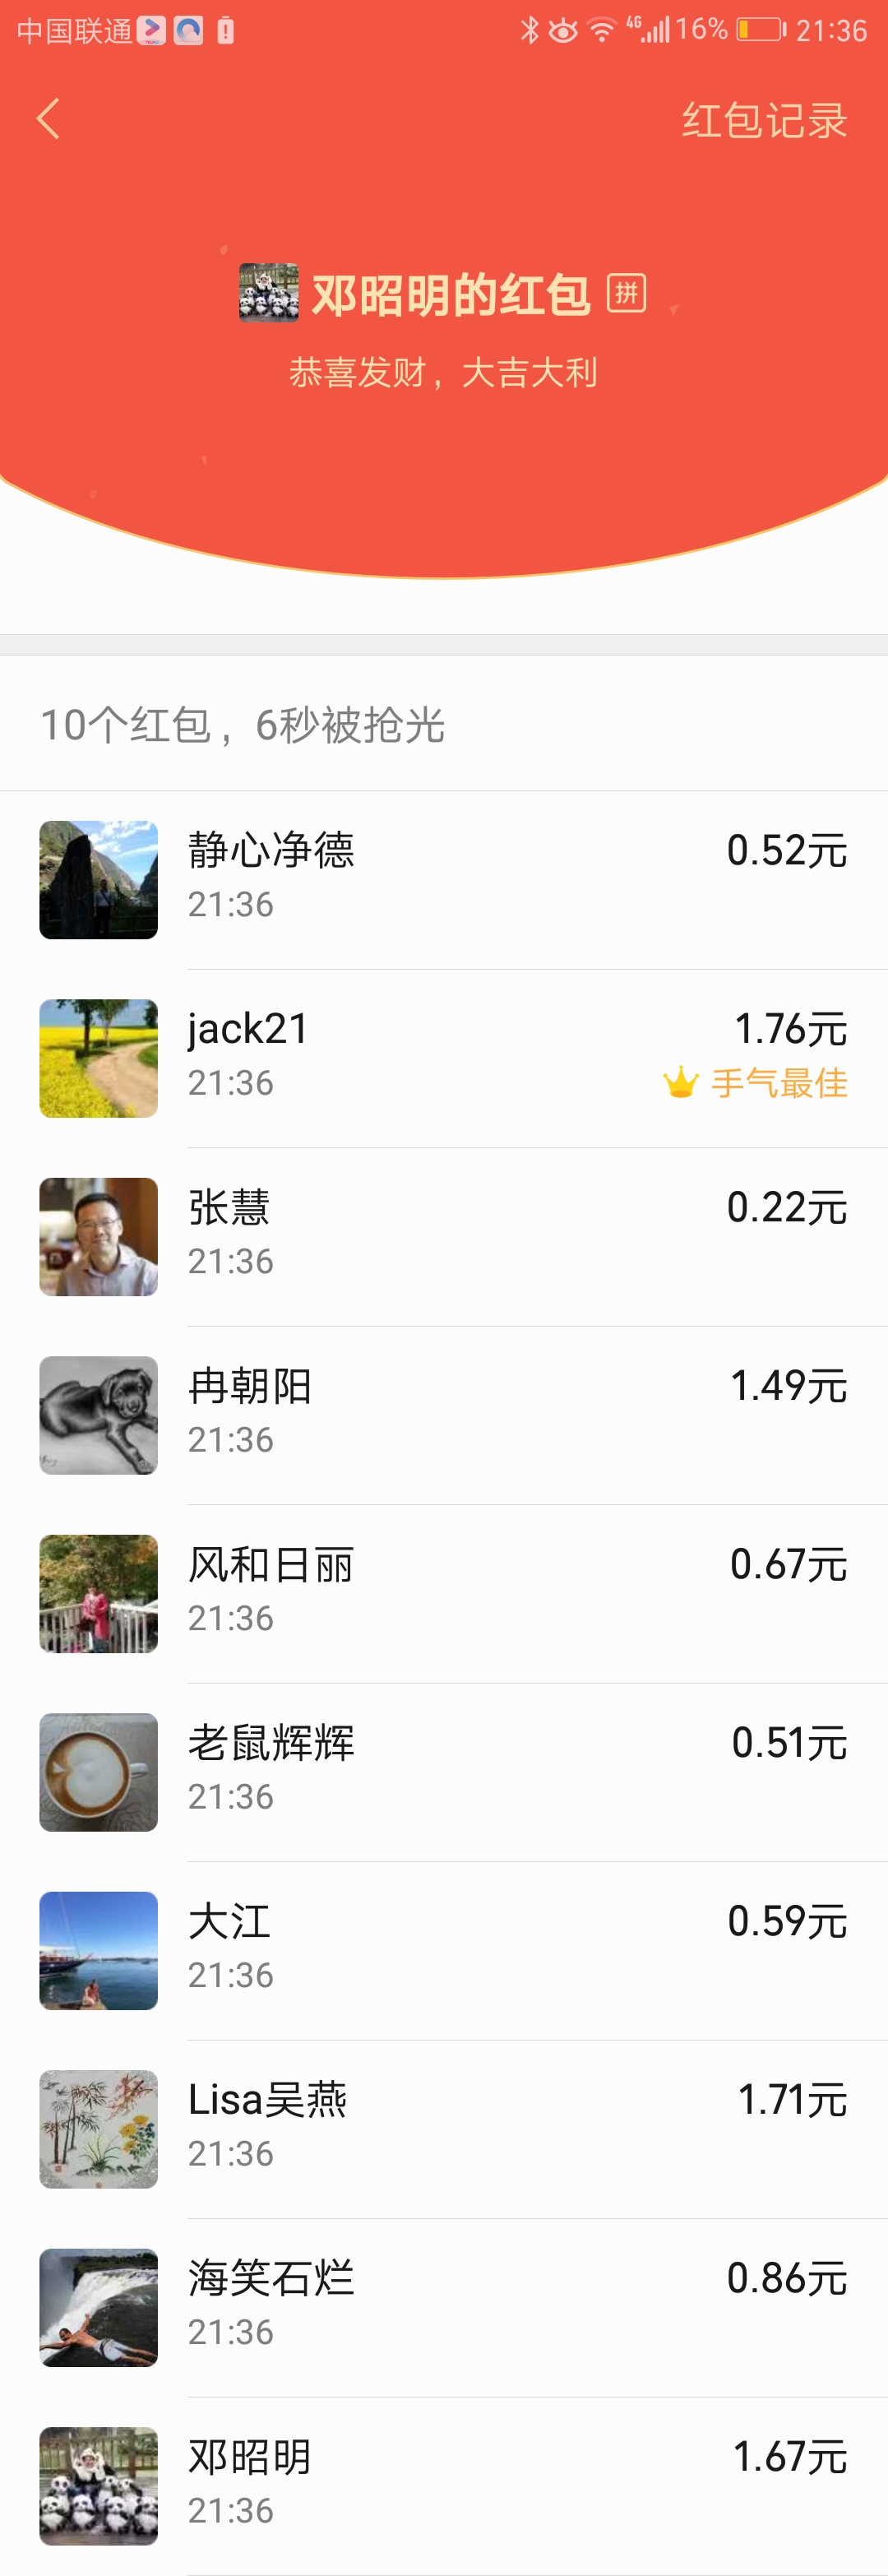 中国联通 4G 16% 21:36
红包记录
邓昭明的红包 拼
恭喜发财，大吉大利
10个红包，6秒被抢光
静心净德 0.52元
21:36
jack21 1.76元
21:36 手气最佳
张慧 0.22元
21:36
冉朝阳 1.49元
21:36
风和日丽 0.67元
21:36
老鼠辉辉 0.51元
21:36
大江 0.59元
21:36
Lisa吴燕 1.71元
21:36
海笑石烂 0.86元
21:36
邓昭明 1.67元
21:36